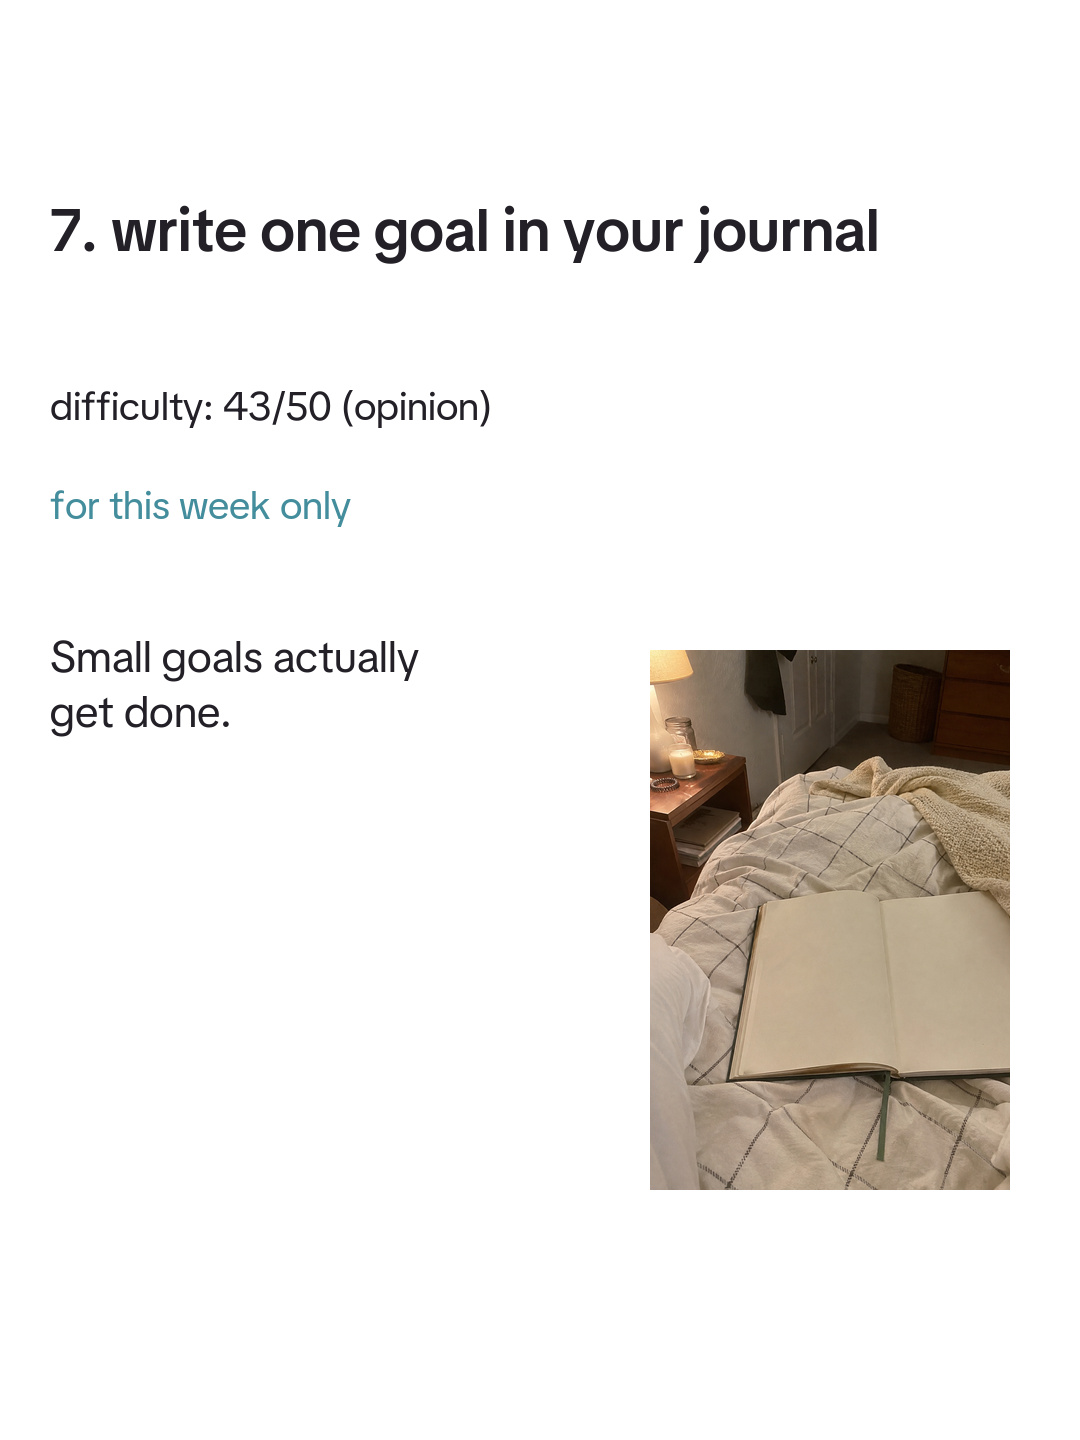 7. write one goal in your journal
difficulty: 43/50 (opinion)
for this week only
Small goals actually
get done.